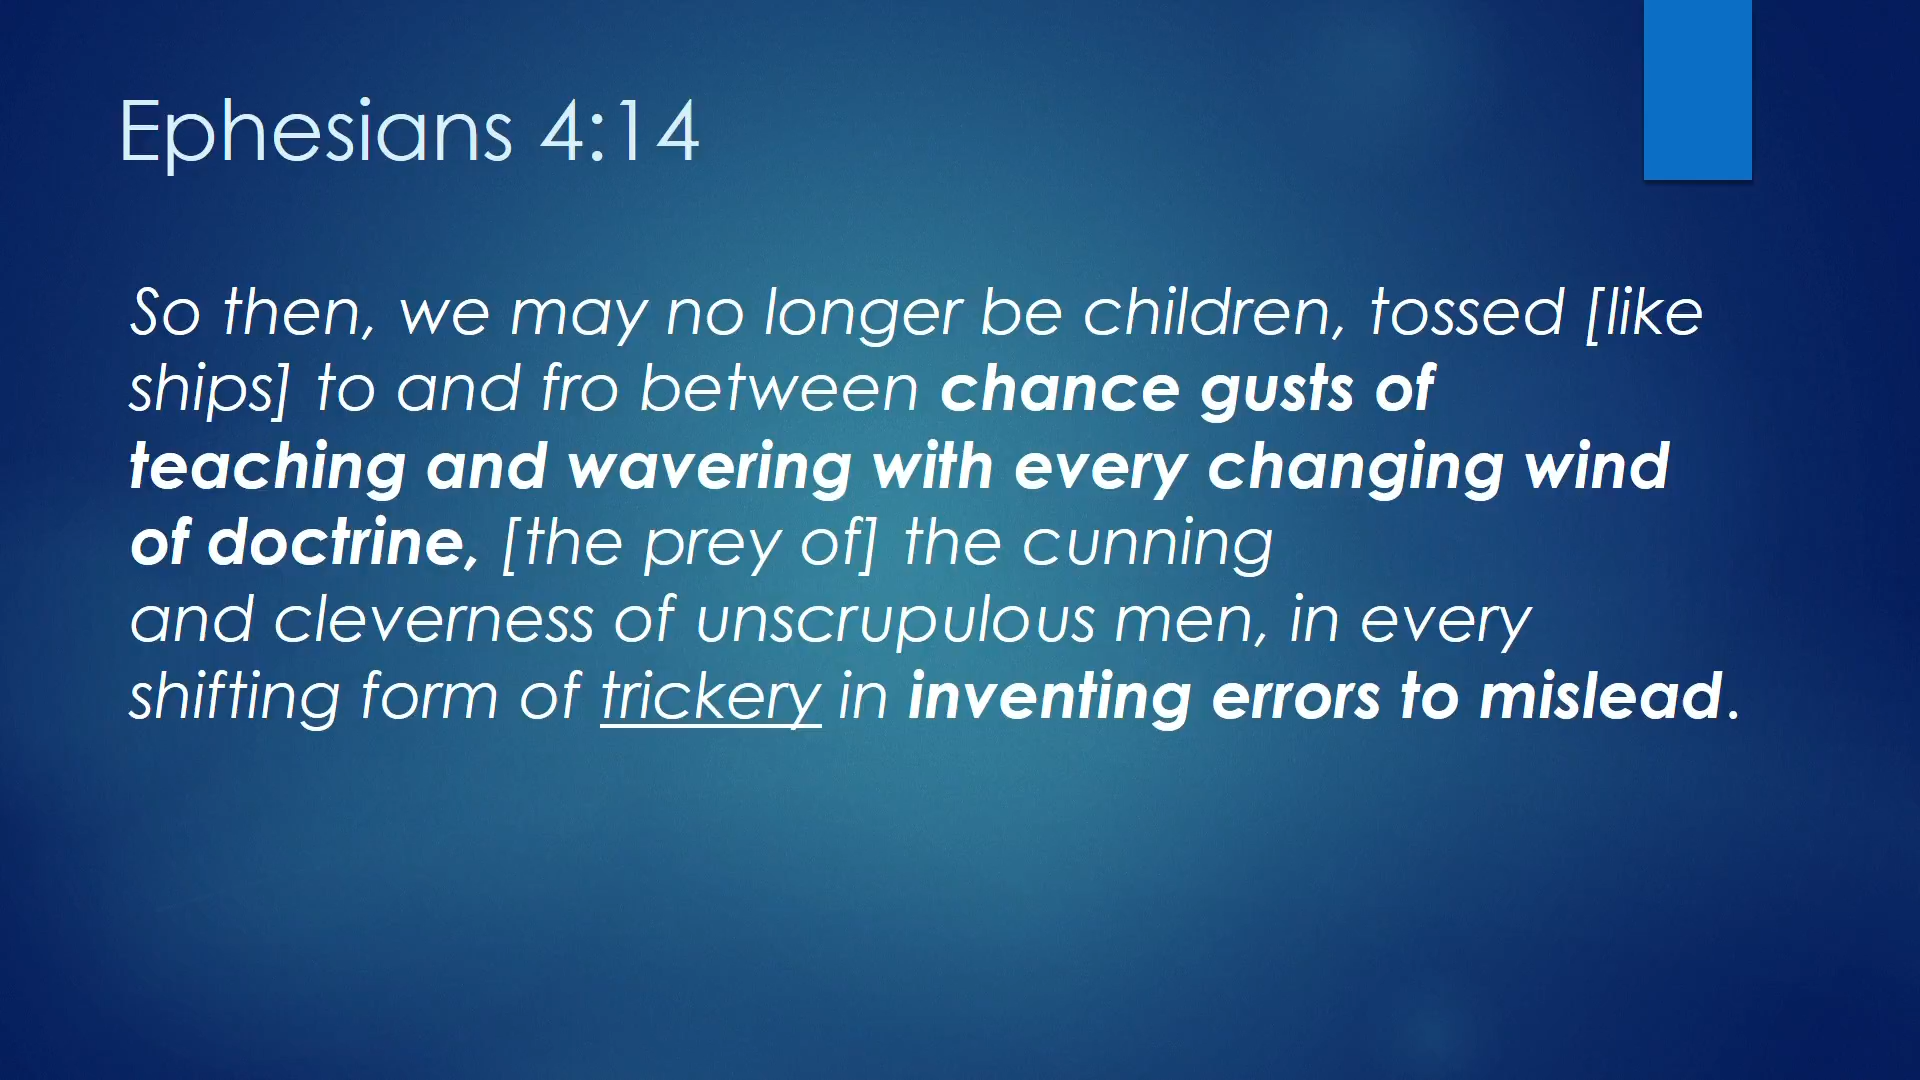 Ephesians 4:14
So then, we may no longer be children, tossed [like
ships] to and fro between chance gusts of
teaching and wavering with every changing wind
of doctrine, [the prey of] the cunning
and cleverness of unscrupulous men, in every
shifting form of trickery in inventing errors to mislead.